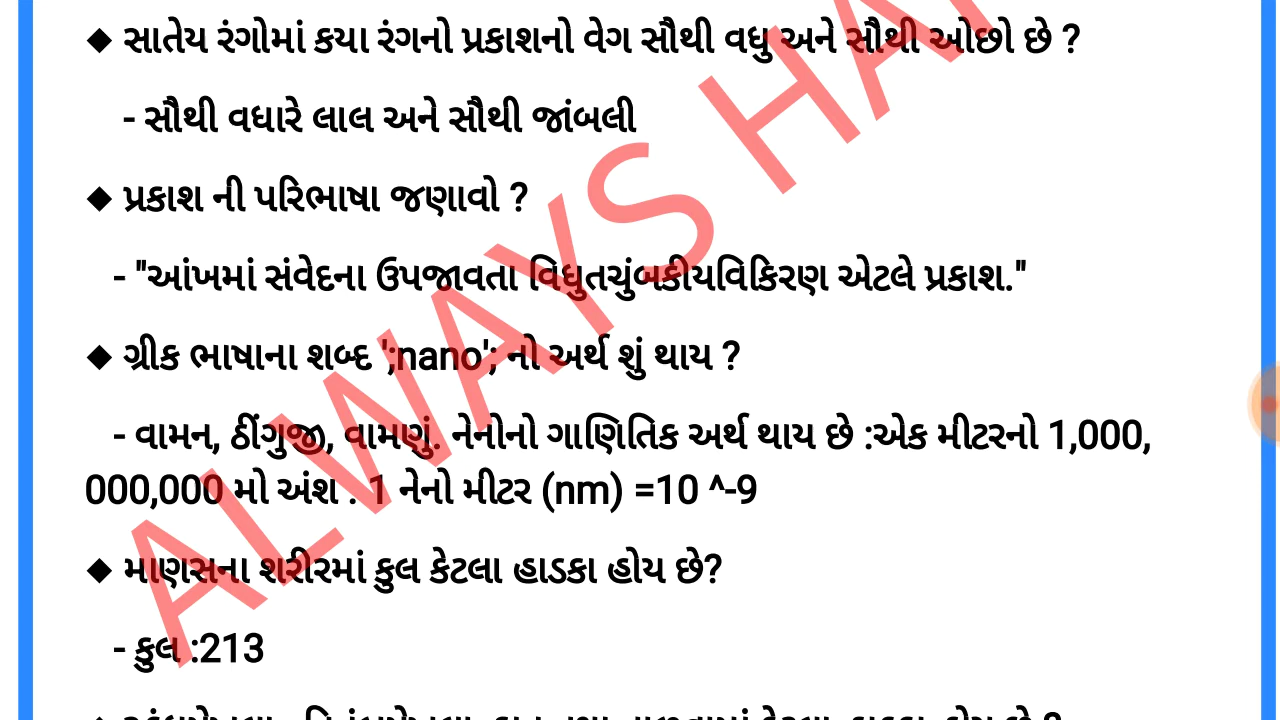 ◆ સાતેય રંગોમાં કયા રંગનો પ્રકાશનો વેગ સૌથી વધુ અને સૌથી ઓછો છે ?
- સૌથી વધારે લાલ અને સૌથી જાંબલી
◆ પ્રકાશ ની પરિભાષા જણાવો ?
- "આંખમાં સંવેદના ઉપજાવતા વિધુતચુંબકીયવિકિરણ એટલે પ્રકાશ."
◆ ગ્રીક ભાષાના શબ્દ ';nano'; નો અર્થ શું થાય ?
- વામન, ઠીંગુજી, વામણું. નેનોનો ગાણિતિક અર્થ થાય છે :એક મીટરનો 1,000,
000,000 મો અંશ . 1 નેનો મીટર (nm) =10 ^-9
◆ માણસના શરીરમાં કુલ કેટલા હાડકા હોય છે?
- કુલ :213
ALWAYS